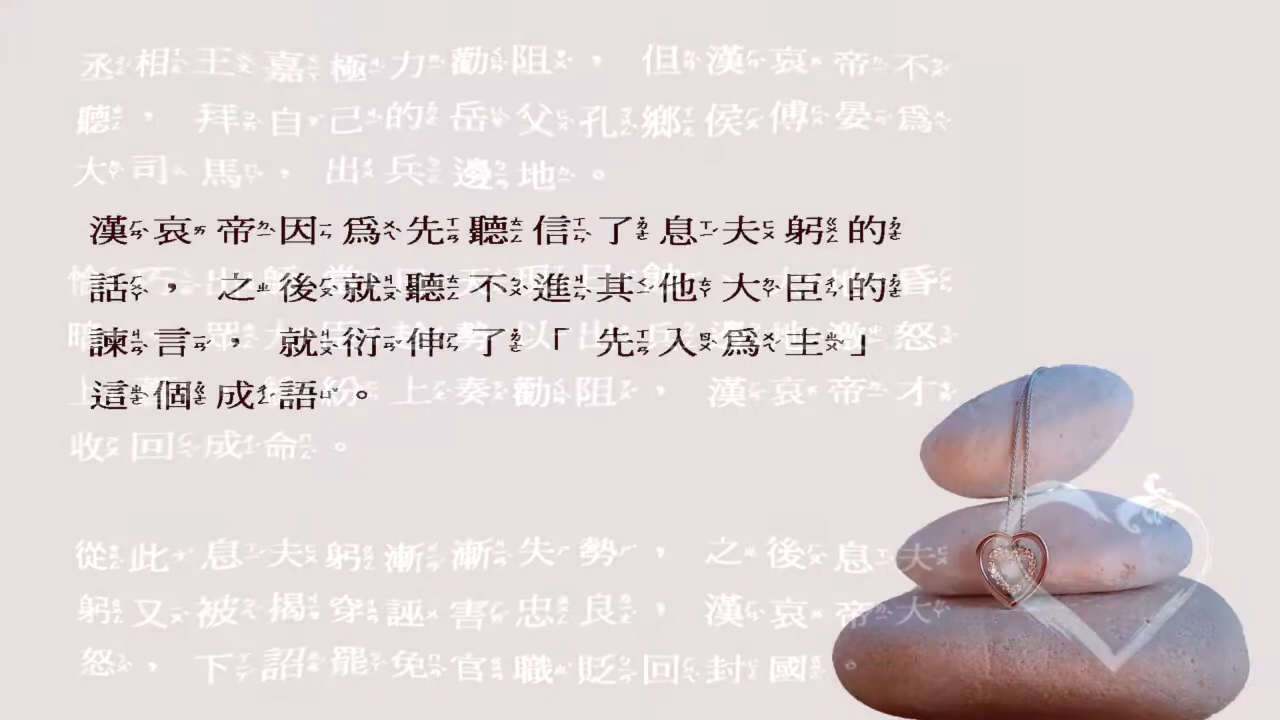 丞相王嘉極力勸阻， 但漢哀帝不
聽， 拜自己的岳父孔鄉侯傅晏爲
大司馬， 出兵邊地。
漢哀帝因爲先聽信了息夫躬的
話， 之後就聽不進其他大臣的
諫言， 就衍伸了「先入爲主」
這個成語。
上奏勸阻， 漢哀帝才
收回成命。
從此息夫躬漸漸失勢， 之後息夫
躬又被揭穿誣害忠良， 漢哀帝大
怒， 下詔罷免官職貶回封國。